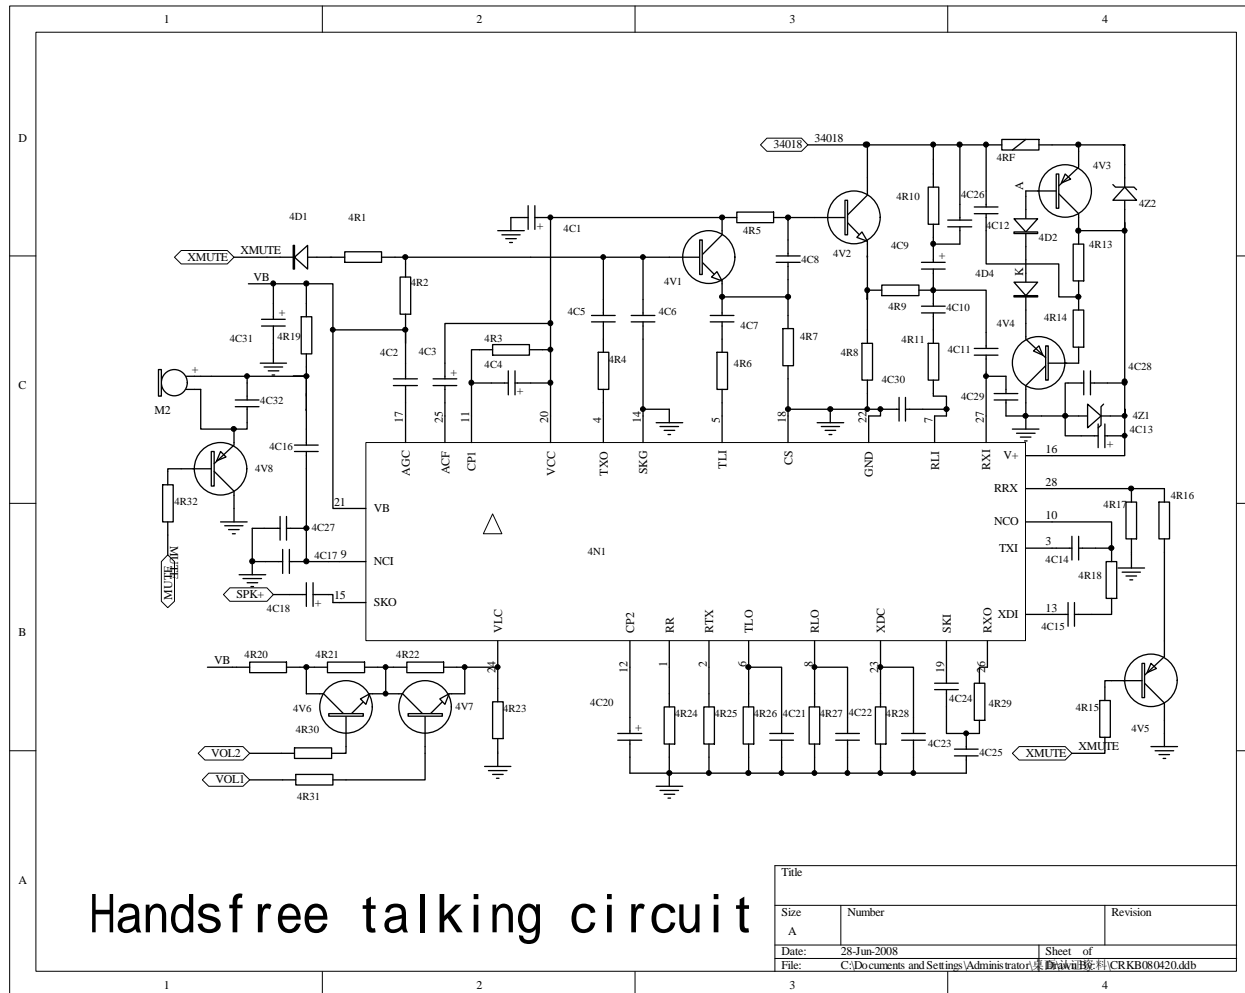 1 2 3 4
D
34018 34018
4RF
4V3
4C26
4R10
A
4Z2
4D1 4R1
4C1
4R5
4C12
4D2
4R13
XMUTE XMUTE
4C9
4V2
4C8
VB
4R2
4V1
4D4
K
4R9
4C10
4C31
4R19
4C5
4C6
4C7
4V4
4R14
4C2
4C3
4R3
4C4
4R4
4R6
4R7
4R8
4R11
4C11
C
4C28
M2
4C32
4C30
4C29
4Z1
4C13
17 25 11 20 4 14 5 18 22 7 27
AGC ACF CP1 VCC TXO SKG TLI CS GND RLI RXI
4C16
4V8
V+ 16
RRX 28
4R32
4R17
4R16
21 VB
NCO 10
4C27
4N1
TXI 3
4C14
4C17 9 NCI
4R18
MUTE MUTE
SPK+
4C18
15 SKO
XDI 13
4C15
B
VLC CP2 RR RTX TLO RLO XDC SKI RXO
24 12 1 2 6 8 23 19 26
VB 4R20 4R21 4R22
4V6
4V7
4R23
4C20
4R24 4R25 4R26 4C21 4R27 4C22 4R28
4C23
4C24
4R29
4C25
4R15
4V5
4R30
VOL2
VOL1
4R31
XMUTE XMUTE
A
Handsfree talking circuit
Title
Size Number Revision
A
Date: 28-Jun-2008 Sheet of
File: C:\Documents and Settings\Administrator\ Drawn By: \CRKB080420.ddb
1 2 3 4